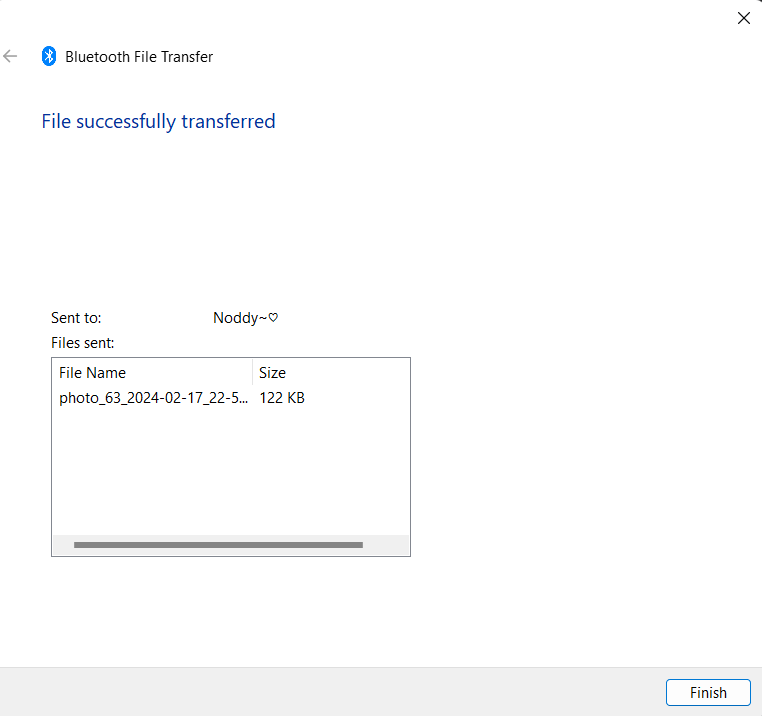 Bluetooth File Transfer
File successfully transferred
Sent to: Noddy~♡
Files sent:
File Name Size
photo_63_2024-02-17_22-5... 122 KB
Finish